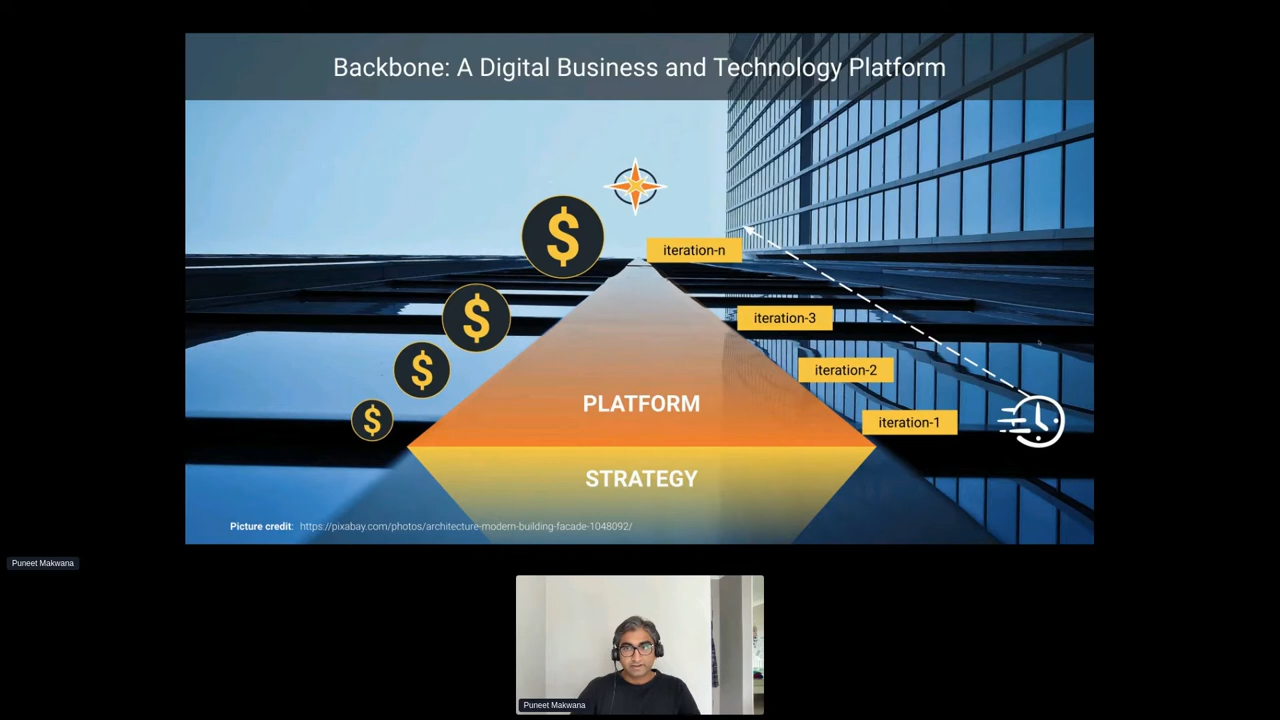 Backbone: A Digital Business and Technology Platform
$
iteration-n
$
iteration-3
$
iteration-2
$
iteration-1
PLATFORM
STRATEGY
Picture credit: https://pixabay.com/photos/architecture-modern-building-facade-1048092/
Puneet Makwana
Puneet Makwana